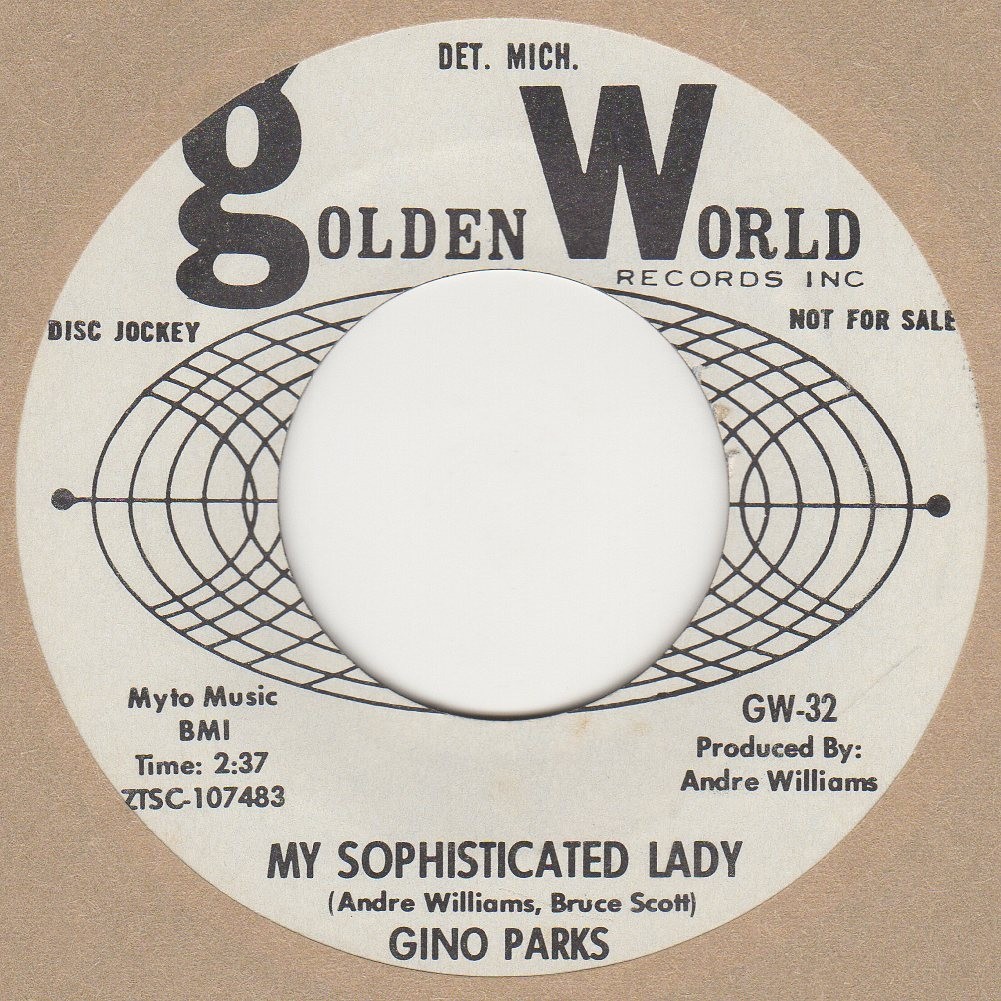 DET. MICH.
gOLDEN WORLD
RECORDS INC
DISC JOCKEY
NOT FOR SALE
Myto Music
BMI
Time: 2:37
ZTSC-107483
GW-32
Produced By:
Andre Williams
MY SOPHISTICATED LADY
(Andre Williams, Bruce Scott)
GINO PARKS